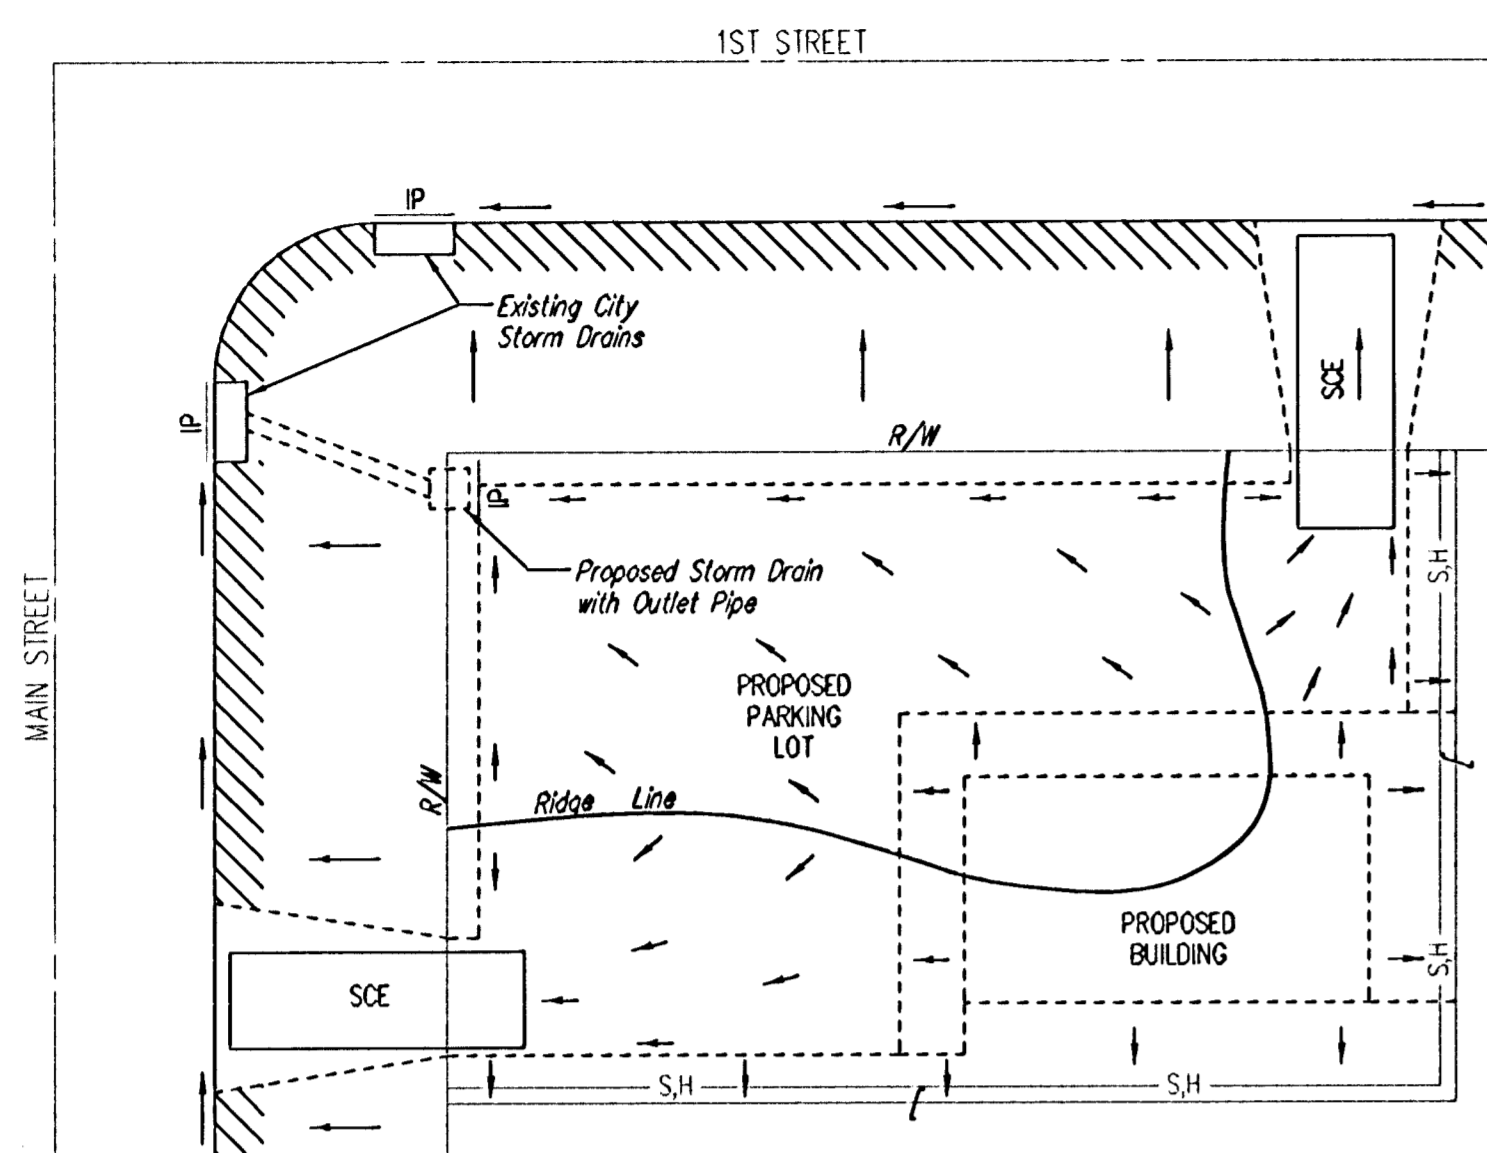 1ST STREET
IP
Existing City
Storm Drains
SCE
IP
R/W
IP
S,H
Proposed Storm Drain
with Outlet Pipe
MAIN STREET
PROPOSED
PARKING
LOT
R/W
Ridge Line
PROPOSED
BUILDING
S,H
SCE
S,H
S,H